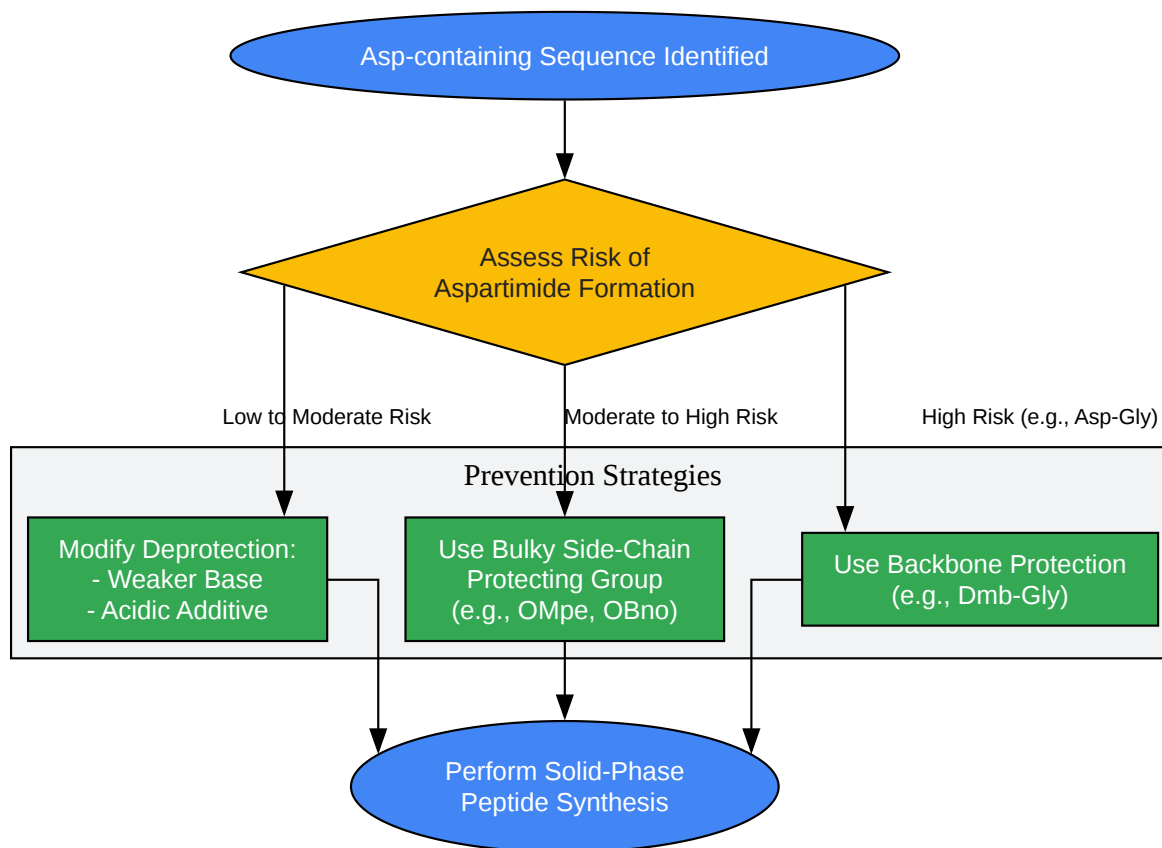 Asp-containing Sequence Identified
Assess Risk of
Aspartimide Formation
Low to Moderate Risk
Moderate to High Risk
High Risk (e.g., Asp-Gly)
Prevention Strategies
Modify Deprotection:
- Weaker Base
- Acidic Additive
Use Bulky Side-Chain
Protecting Group
(e.g., OMpe, OBno)
Use Backbone Protection
(e.g., Dmb-Gly)
Perform Solid-Phase
Peptide Synthesis